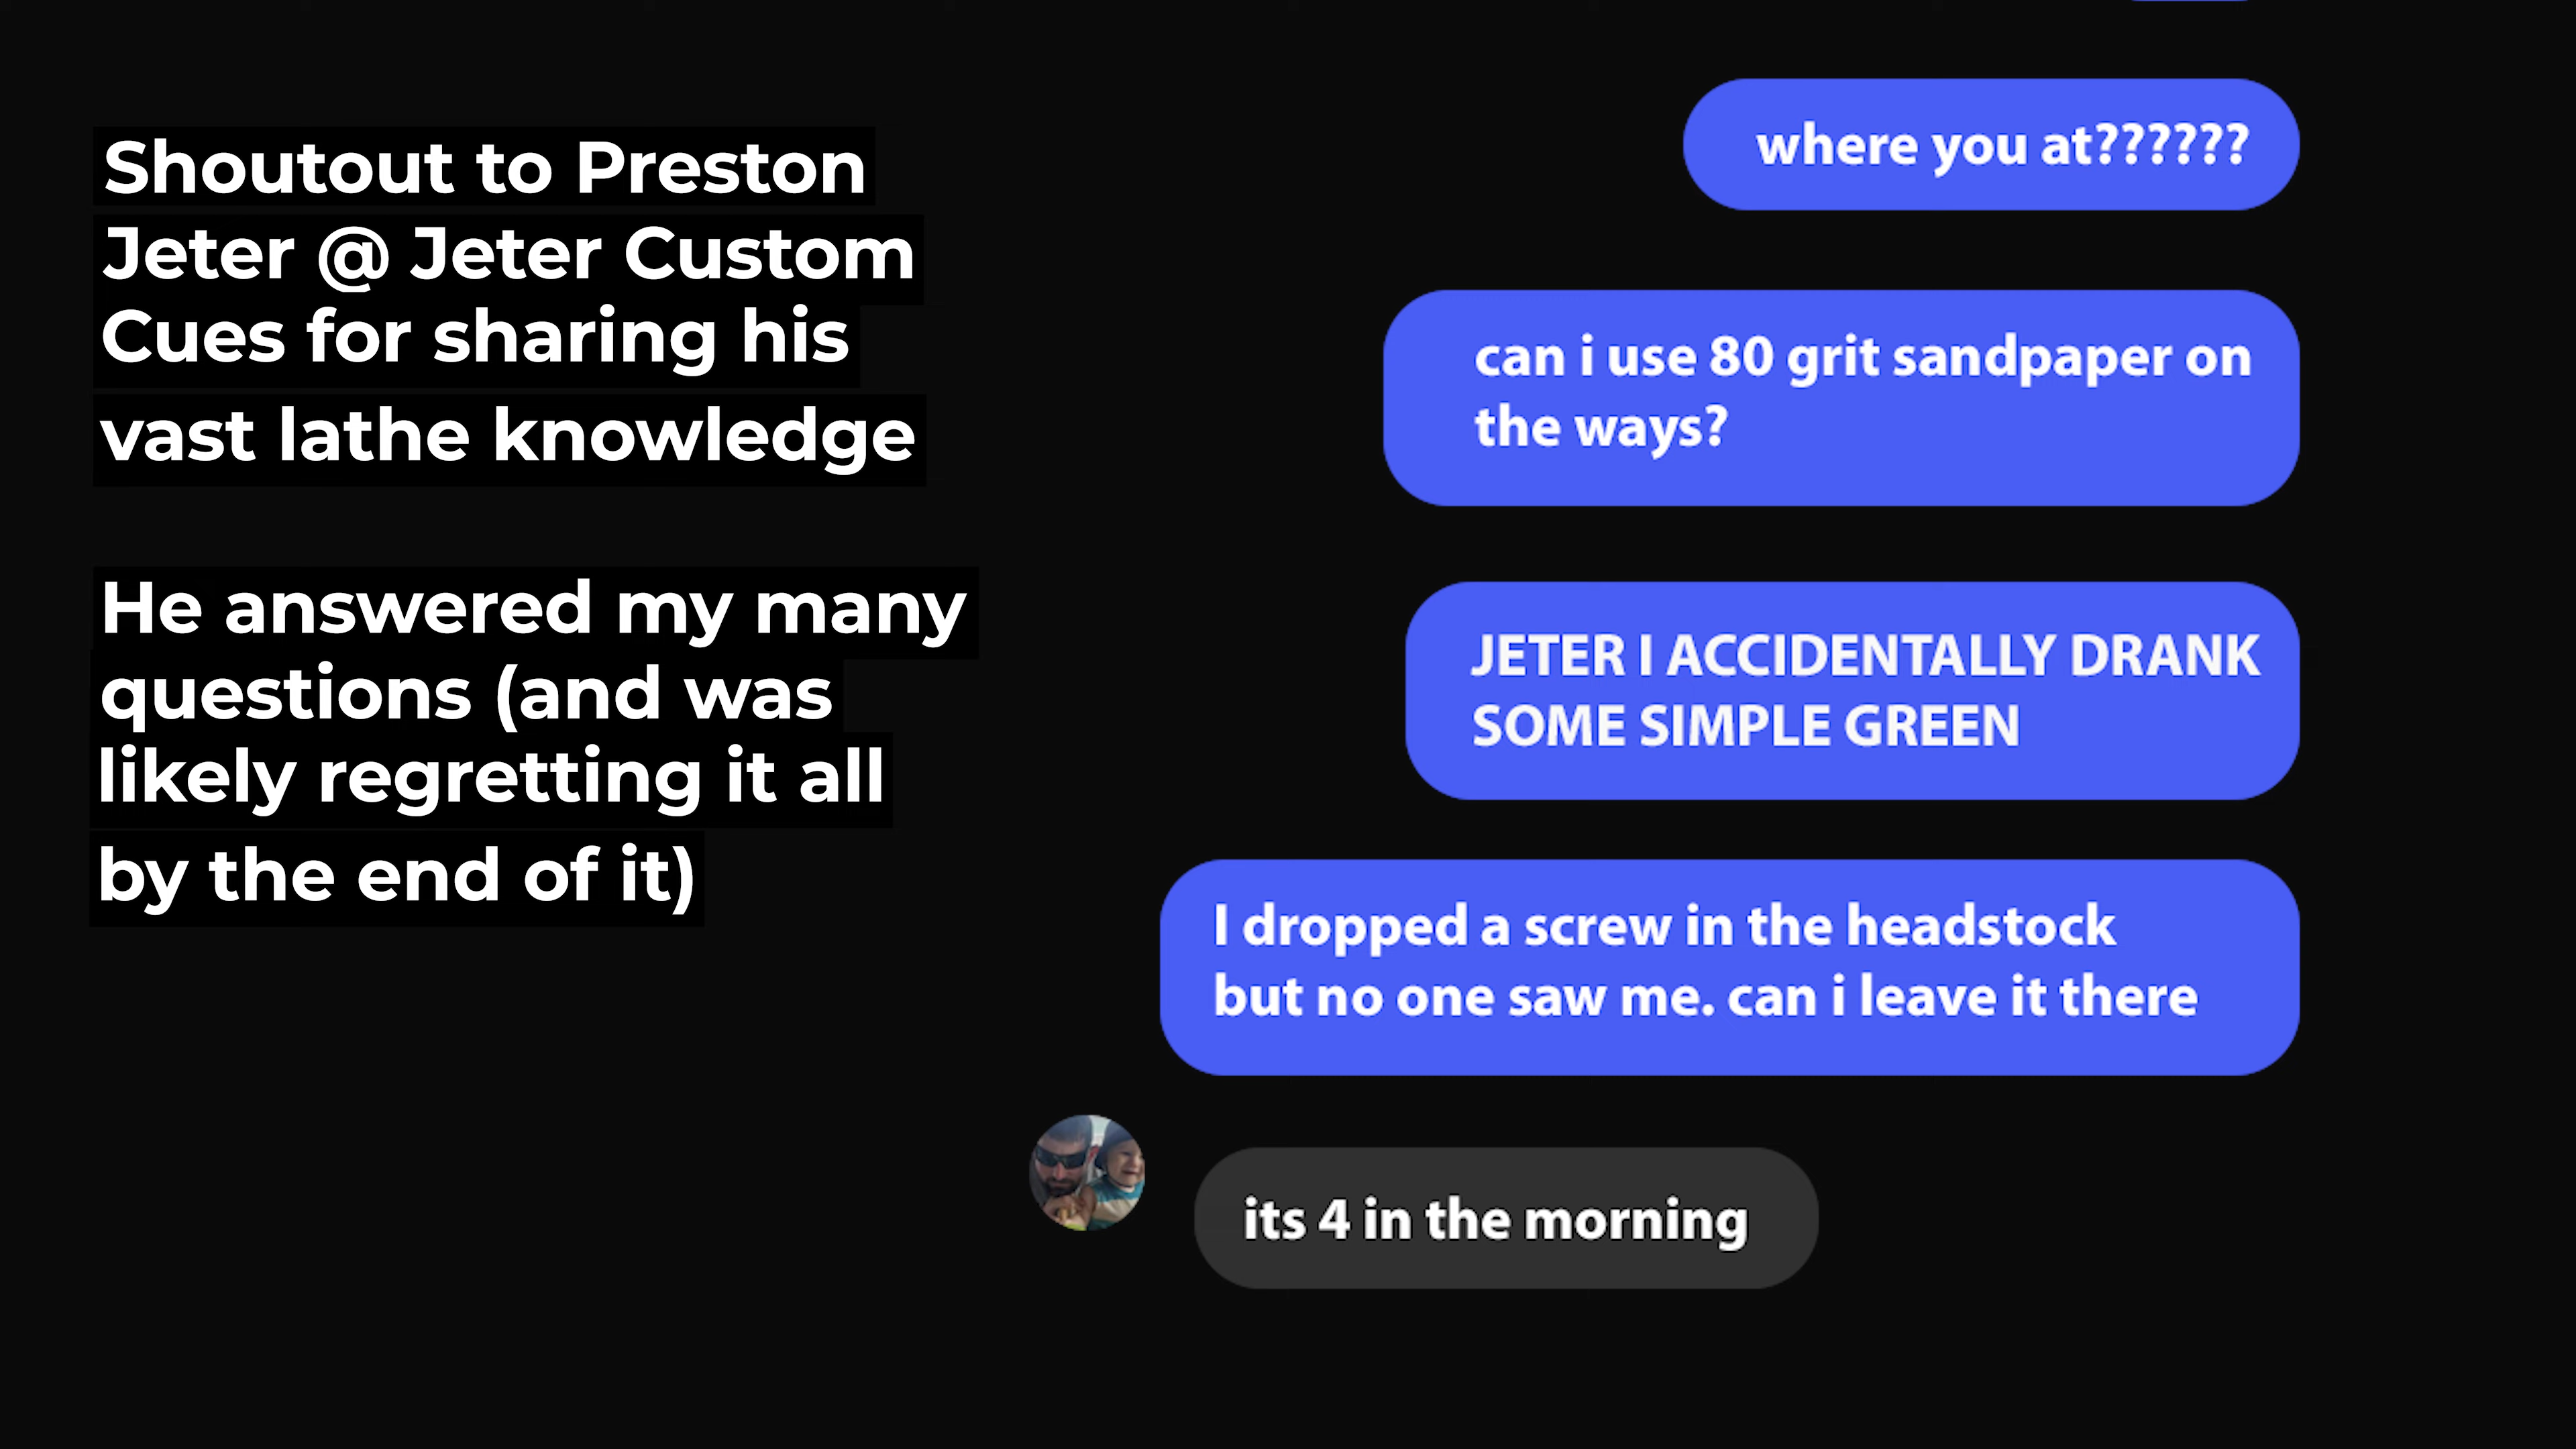 Shoutout to Preston
Jeter @ Jeter Custom
Cues for sharing his
vast lathe knowledge
He answered my many
questions (and was
likely regretting it all
by the end of it)
where you at??????
can i use 80 grit sandpaper on
the ways?
JETER I ACCIDENTALLY DRANK
SOME SIMPLE GREEN
I dropped a screw in the headstock
but no one saw me. can i leave it there
its 4 in the morning